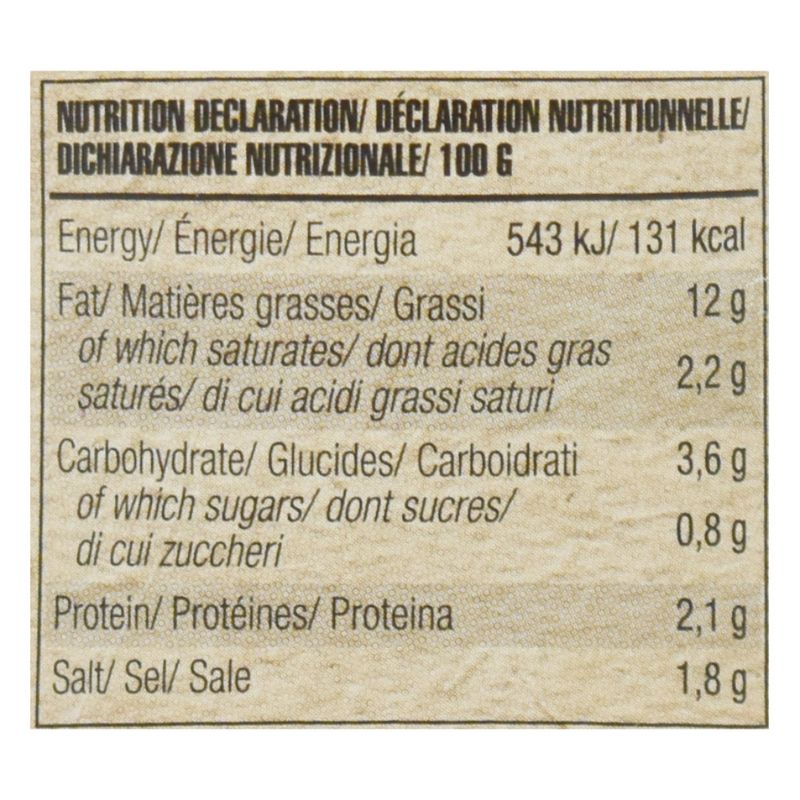 NUTRITION DECLARATION/ DÉCLARATION NUTRITIONNELLE/
DICHIARAZIONE NUTRIZIONALE/ 100 G
Energy/ Énergie/ Energia 543 kJ/ 131 kcal
Fat/ Matières grasses/ Grassi 12 g
of which saturates/ dont acides gras
saturés/ di cui acidi grassi saturi 2,2 g
Carbohydrate/ Glucides/ Carboidrati 3,6 g
of which sugars/ dont sucres/
di cui zuccheri 0,8 g
Protein/ Protéines/ Proteina 2,1 g
Salt/ Sel/ Sale 1,8 g